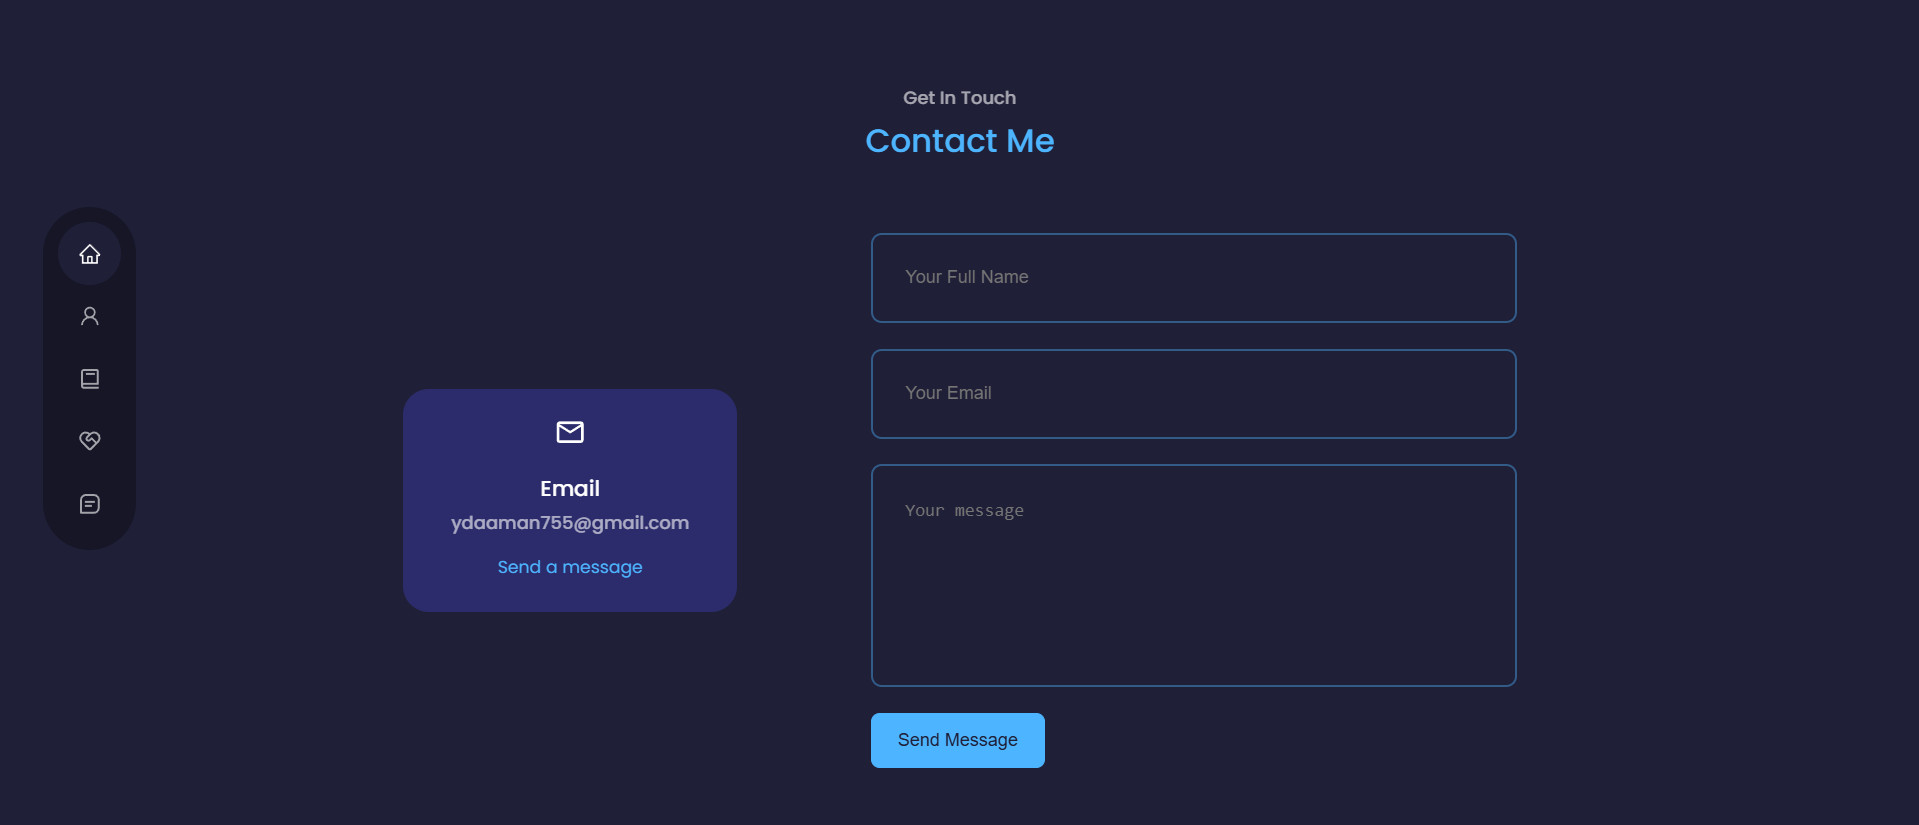 Get In Touch
Contact Me
Email
ydaaman755@gmail.com
Send a message
Your Full Name
Your Email
Your message
Send Message